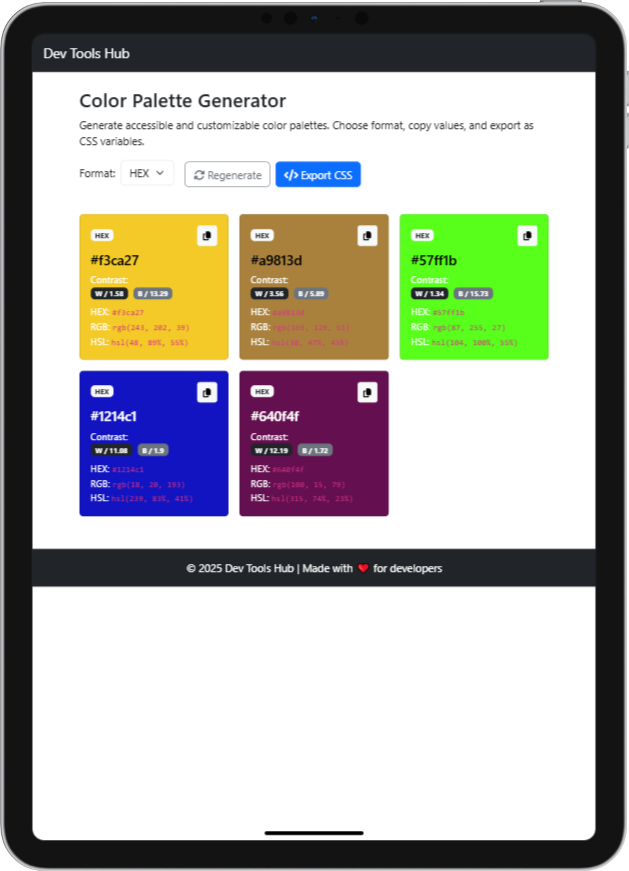 Dev Tools Hub
Color Palette Generator
Generate accessible and customizable color palettes. Choose format, copy values, and export as
CSS variables.
Format: HEX Regenerate </> Export CSS
HEX
#f3ca27
Contrast:
W / 1.58 B / 13.29
HEX: #f3ca27
RGB: rgb(243, 202, 39)
HSL: hsl(48, 89%, 55%)
HEX
#a9813d
Contrast:
W / 3.56 B / 5.89
HEX: #a9813d
RGB: rgb(169, 129, 61)
HSL:
HEX
#57ff1b
Contrast:
W / 1.34 B / 15.73
HEX: #57ff1b
RGB: rgb(87, 255, 27)
HSL: hsl(104, 100%, 55%)
HEX
#1214c1
Contrast:
W / 11.08 B / 1.9
HEX: #1214c1
RGB: rgb(18, 20, 193)
HSL: hsl(239, 83%, 41%)
HEX
#640f4f
Contrast:
W / 12.19 B / 1.72
HEX: #640f4f
RGB: rgb(100, 15, 79)
HSL: hsl(315, 74%, 23%)
© 2025 Dev Tools Hub | Made with ❤ for developers